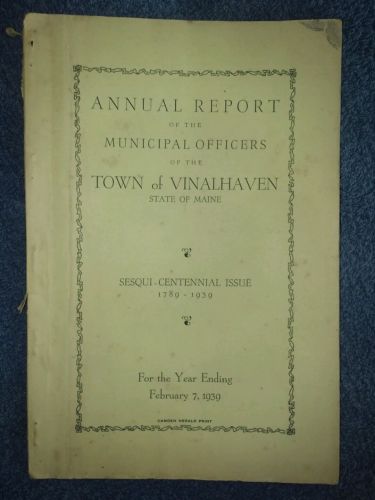 ANNUAL REPORT
OF THE
MUNICIPAL OFFICERS
OF THE
TOWN of VINALHAVEN
STATE OF MAINE
SESQUI-CENTENNIAL ISSUE
1789 - 1939
For the Year Ending
February 7, 1939
CAMDEN HERALD PRINT